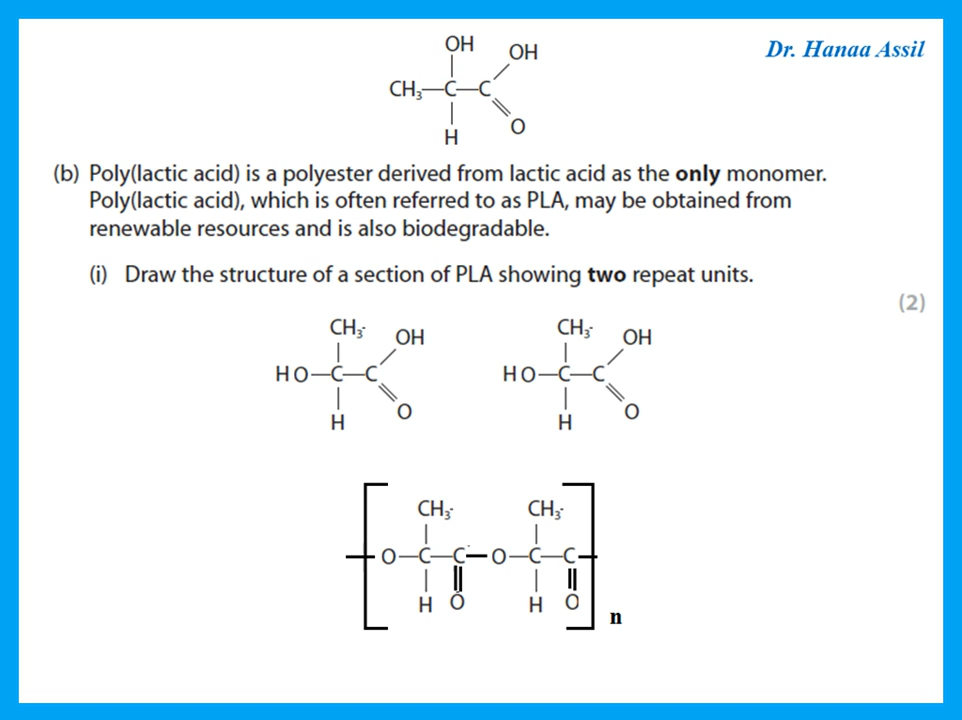 Dr. Hanaa Assil
OH OH
CH₃—C—C
H O
(b) Poly(lactic acid) is a polyester derived from lactic acid as the only monomer.
Poly(lactic acid), which is often referred to as PLA, may be obtained from
renewable resources and is also biodegradable.
(i) Draw the structure of a section of PLA showing two repeat units.
(2)
CH₃ OH CH₃ OH
HO—C—C HO—C—C
H O H O
CH₃ CH₃
O—C—C—O—C—C
H O H O
n